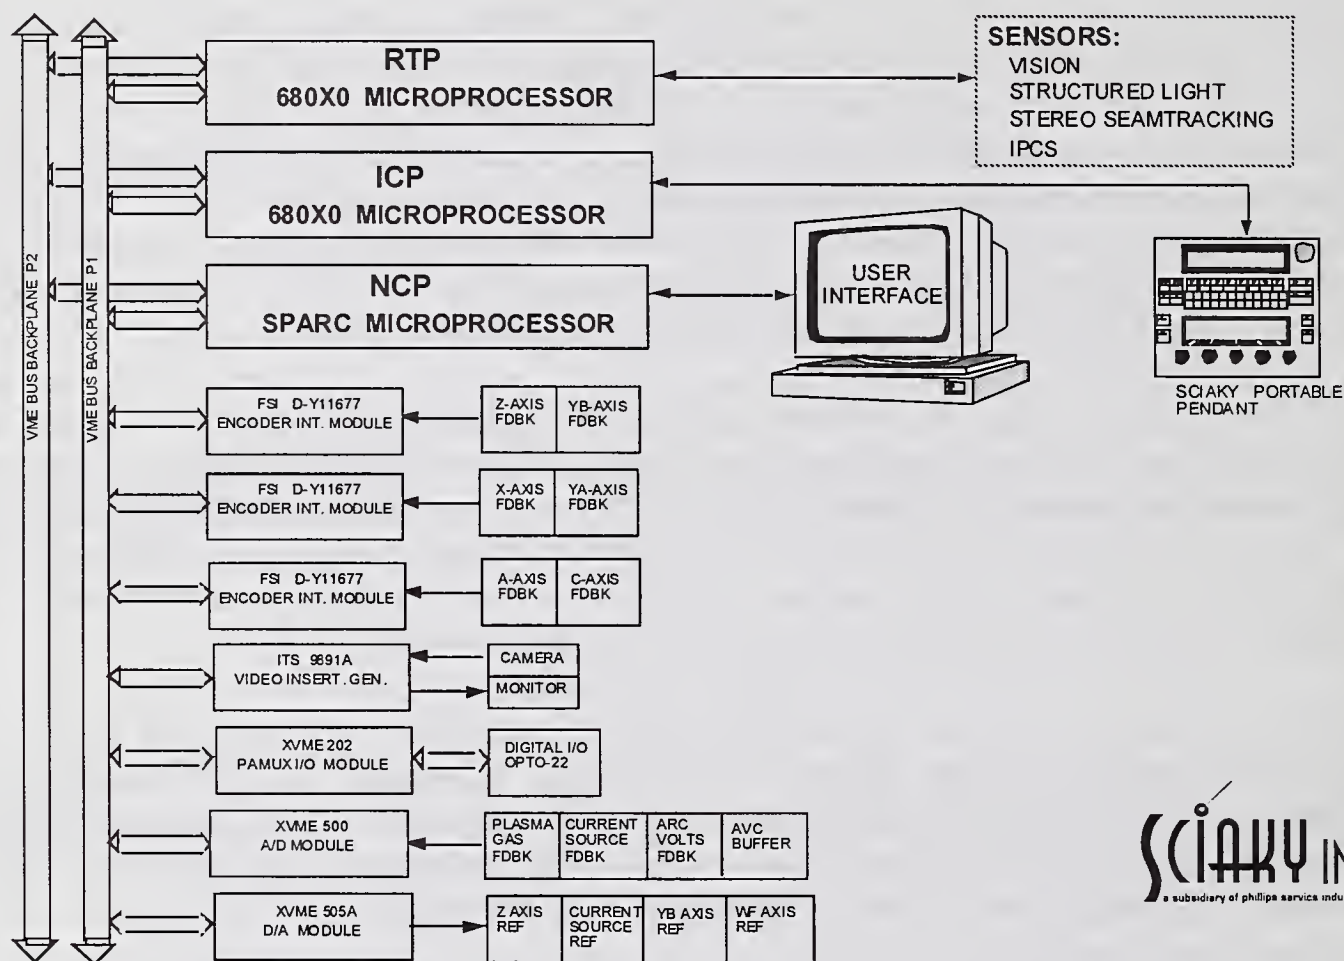 VME BUS BACKPLANE P2
VME BUS BACKPLANE P1
RTP
680X0 MICROPROCESSOR
SENSORS:
VISION
STRUCTURED LIGHT
STEREO SEAMTRACKING
IPCS
ICP
680X0 MICROPROCESSOR
NCP
SPARC MICROPROCESSOR
USER
INTERFACE
SCIAKY PORTABLE
PENDANT
FSI D-Y11677
ENCODER INT. MODULE
Z-AXIS
FDBK
YB-AXIS
FDBK
FSI D-Y11677
ENCODER INT. MODULE
X-AXIS
FDBK
YA-AXIS
FDBK
FSI D-Y11677
ENCODER INT. MODULE
A-AXIS
FDBK
C-AXIS
FDBK
ITS 9891A
VIDEO INSERT. GEN.
CAMERA
MONITOR
XVME 202
PAMUX I/O MODULE
DIGITAL I/O
OPTO-22
XVME 500
A/D MODULE
PLASMA
GAS
FDBK
CURRENT
SOURCE
FDBK
ARC
VOLTS
FDBK
AVC
BUFFER
XVME 505A
D/A MODULE
Z AXIS
REF
CURRENT
SOURCE
REF
YB AXIS
REF
WF AXIS
REF
SCIAKY IN
a subsidiary of phillips service indu